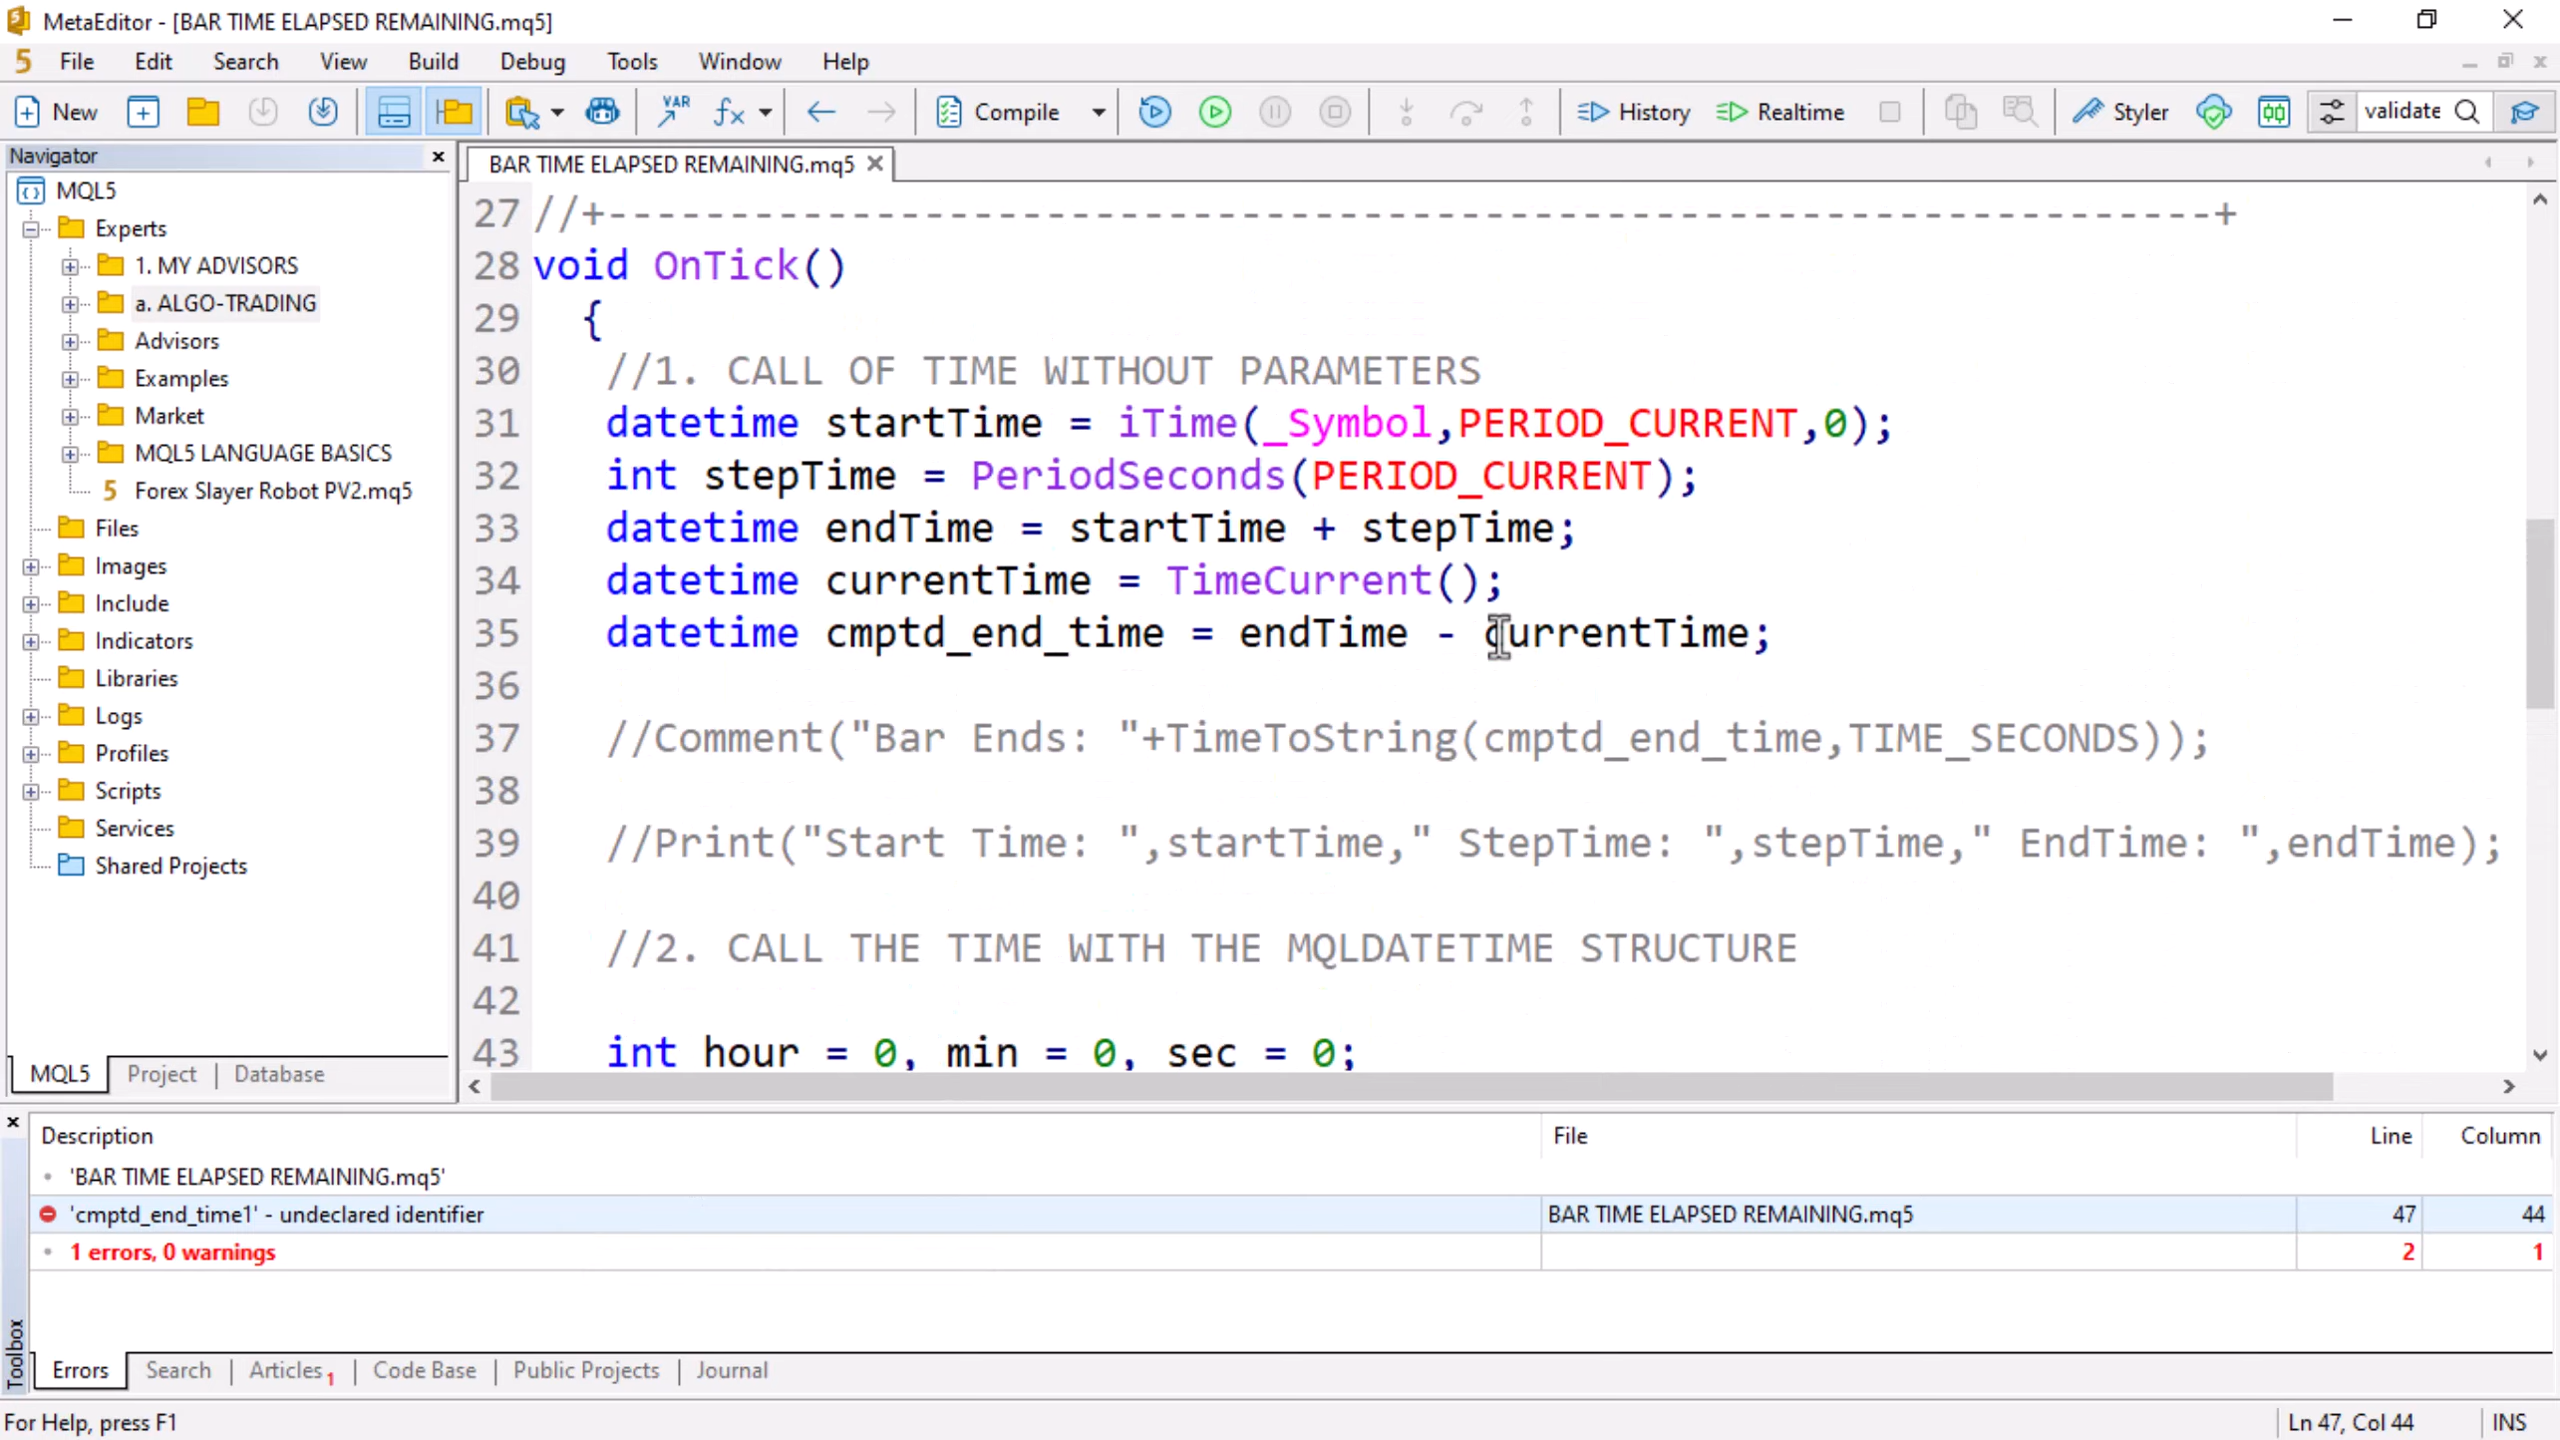 MetaEditor - [BAR TIME ELAPSED REMAINING.mq5]
5 File Edit Search View Build Debug Tools Window Help
New VAR fx Compile History Realtime Styler validate
Navigator
MQL5
Experts
1. MY ADVISORS
a. ALGO-TRADING
Advisors
Examples
Market
MQL5 LANGUAGE BASICS
5 Forex Slayer Robot PV2.mq5
Files
Images
Include
Indicators
Libraries
Logs
Profiles
Scripts
Services
Shared Projects
MQL5 Project Database
BAR TIME ELAPSED REMAINING.mq5
27 //+------------------------------------------------------------------+
28 void OnTick()
29 {
30 //1. CALL OF TIME WITHOUT PARAMETERS
31 datetime startTime = iTime(_Symbol,PERIOD_CURRENT,0);
32 int stepTime = PeriodSeconds(PERIOD_CURRENT);
33 datetime endTime = startTime + stepTime;
34 datetime currentTime = TimeCurrent();
35 datetime cmptd_end_time = endTime - currentTime;
36
37 //Comment("Bar Ends: "+TimeToString(cmptd_end_time,TIME_SECONDS));
38
39 //Print("Start Time: ",startTime," StepTime: ",stepTime," EndTime: ",endTime);
40
41 //2. CALL THE TIME WITH THE MQLDATETIME STRUCTURE
42
43 int hour = 0, min = 0, sec = 0;
Toolbox
Description File Line Column
'BAR TIME ELAPSED REMAINING.mq5'
'cmptd_end_time1' - undeclared identifier BAR TIME ELAPSED REMAINING.mq5 47 44
1 errors, 0 warnings 2 1
Errors Search Articles 1 Code Base Public Projects Journal
For Help, press F1 Ln 47, Col 44 INS